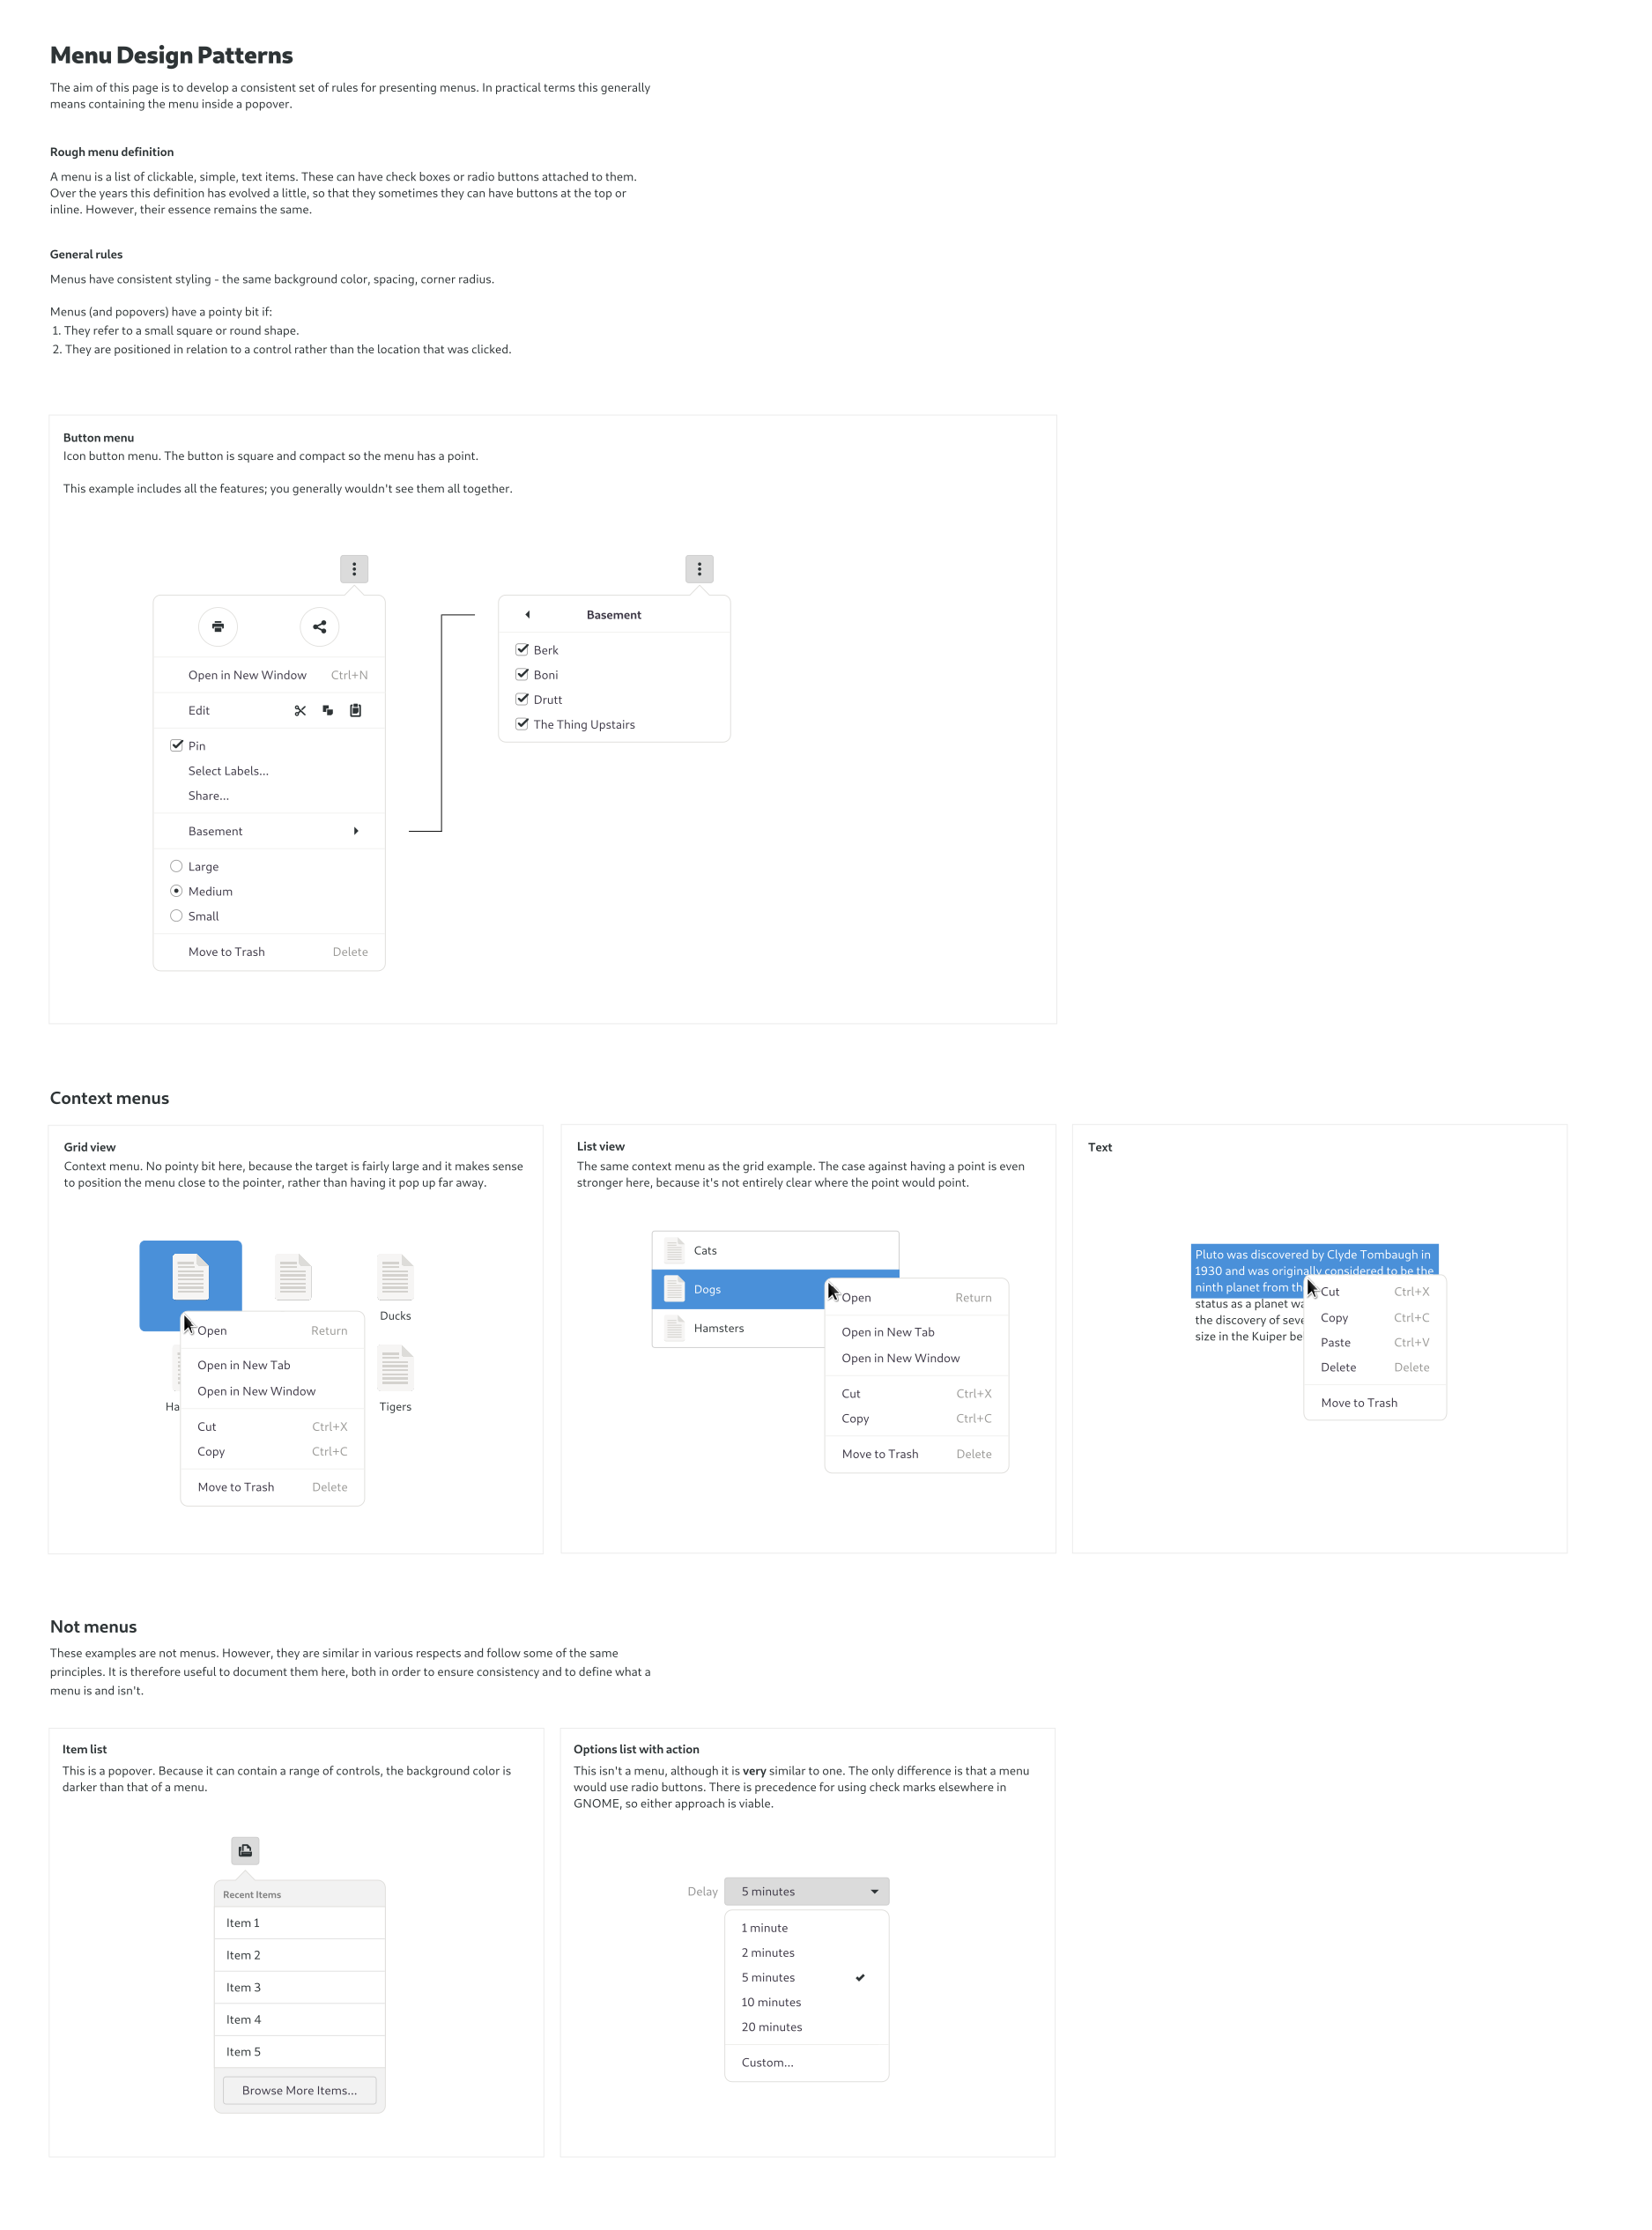 Menu Design Patterns
The aim of this page is to develop a consistent set of rules for presenting menus. In practical terms this generally
means containing the menu inside a popover.
Rough menu definition
A menu is a list of clickable, simple, text items. These can have check boxes or radio buttons attached to them.
Over the years this definition has evolved a little, so that they sometimes they can have buttons at the top or
inline. However, their essence remains the same.
General rules
Menus have consistent styling - the same background color, spacing, corner radius.
Menus (and popovers) have a pointy bit if:
1. They refer to a small square or round shape.
2. They are positioned in relation to a control rather than the location that was clicked.
Button menu
Icon button menu. The button is square and compact so the menu has a point.
This example includes all the features; you generally wouldn't see them all together.
Open in New Window Ctrl+N
Edit
Pin
Select Labels...
Share...
Basement
Large
Medium
Small
Move to Trash Delete
Basement
Berk
Boni
Drutt
The Thing Upstairs
Context menus
Grid view
Context menu. No pointy bit here, because the target is fairly large and it makes sense
to position the menu close to the pointer, rather than having it pop up far away.
Ducks
Ha
Tigers
Open Return
Open in New Tab
Open in New Window
Cut Ctrl+X
Copy Ctrl+C
Move to Trash Delete
List view
The same context menu as the grid example. The case against having a point is even
stronger here, because it's not entirely clear where the point would point.
Cats
Dogs
Hamsters
Open Return
Open in New Tab
Open in New Window
Cut Ctrl+X
Copy Ctrl+C
Move to Trash Delete
Text
Pluto was discovered by Clyde Tombaugh in
1930 and was originally considered to be the
ninth planet from th
status as a planet wa
the discovery of seve
size in the Kuiper be
Cut Ctrl+X
Copy Ctrl+C
Paste Ctrl+V
Delete Delete
Move to Trash
Not menus
These examples are not menus. However, they are similar in various respects and follow some of the same
principles. It is therefore useful to document them here, both in order to ensure consistency and to define what a
menu is and isn't.
Item list
This is a popover. Because it can contain a range of controls, the background color is
darker than that of a menu.
Recent Items
Item 1
Item 2
Item 3
Item 4
Item 5
Browse More Items...
Options list with action
This isn't a menu, although it is very similar to one. The only difference is that a menu
would use radio buttons. There is precedence for using check marks elsewhere in
GNOME, so either approach is viable.
Delay 5 minutes
1 minute
2 minutes
5 minutes
10 minutes
20 minutes
Custom...